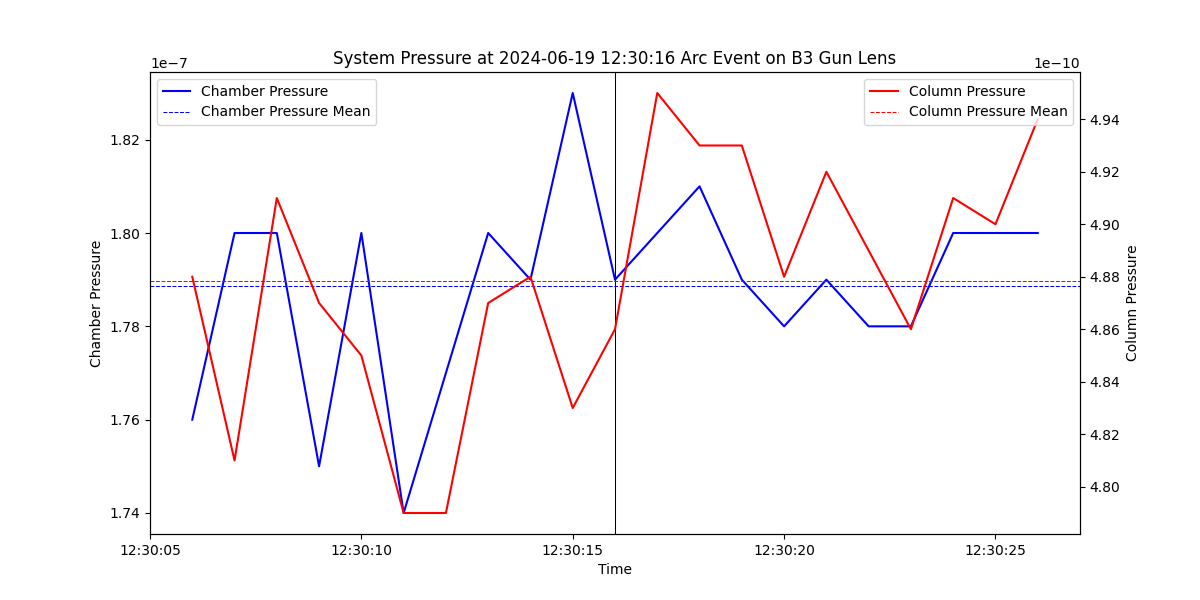 System Pressure at 2024-06-19 12:30:16 Arc Event on B3 Gun Lens
1e−7
1e−10
Chamber Pressure
Chamber Pressure Mean
Column Pressure
Column Pressure Mean
1.82
1.80
1.78
1.76
1.74
Chamber Pressure
4.94
4.92
4.90
4.88
4.86
4.84
4.82
4.80
Column Pressure
12:30:05
12:30:10
12:30:15
12:30:20
12:30:25
Time